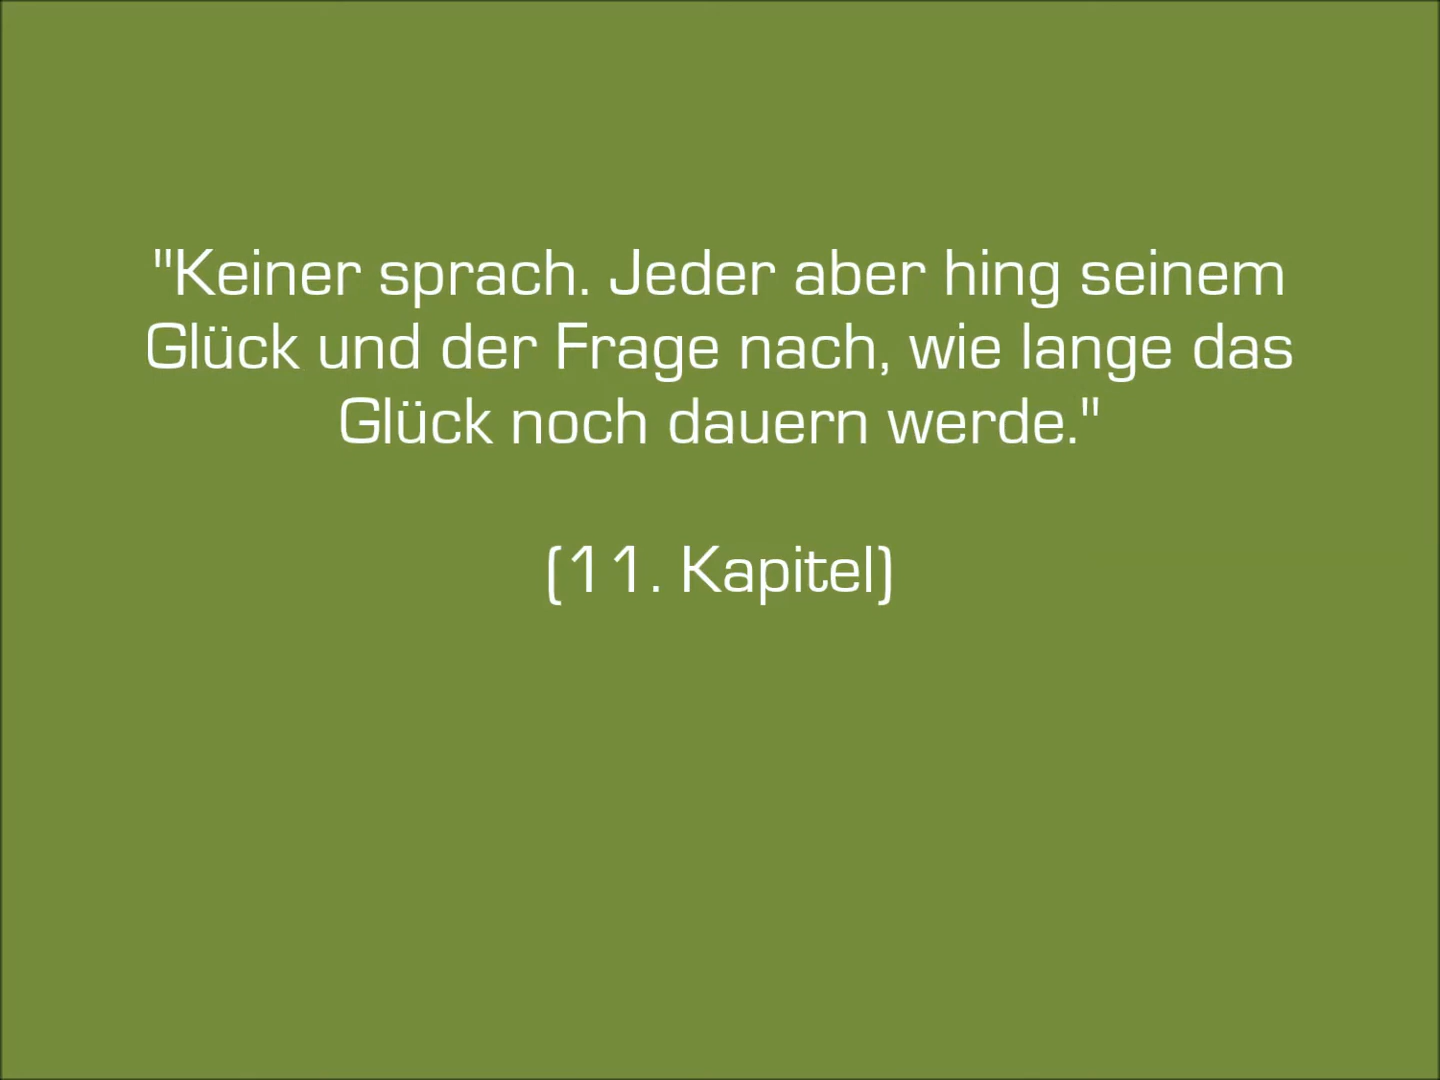 "Keiner sprach. Jeder aber hing seinem
Glück und der Frage nach, wie lange das
Glück noch dauern werde."
(11. Kapitel)